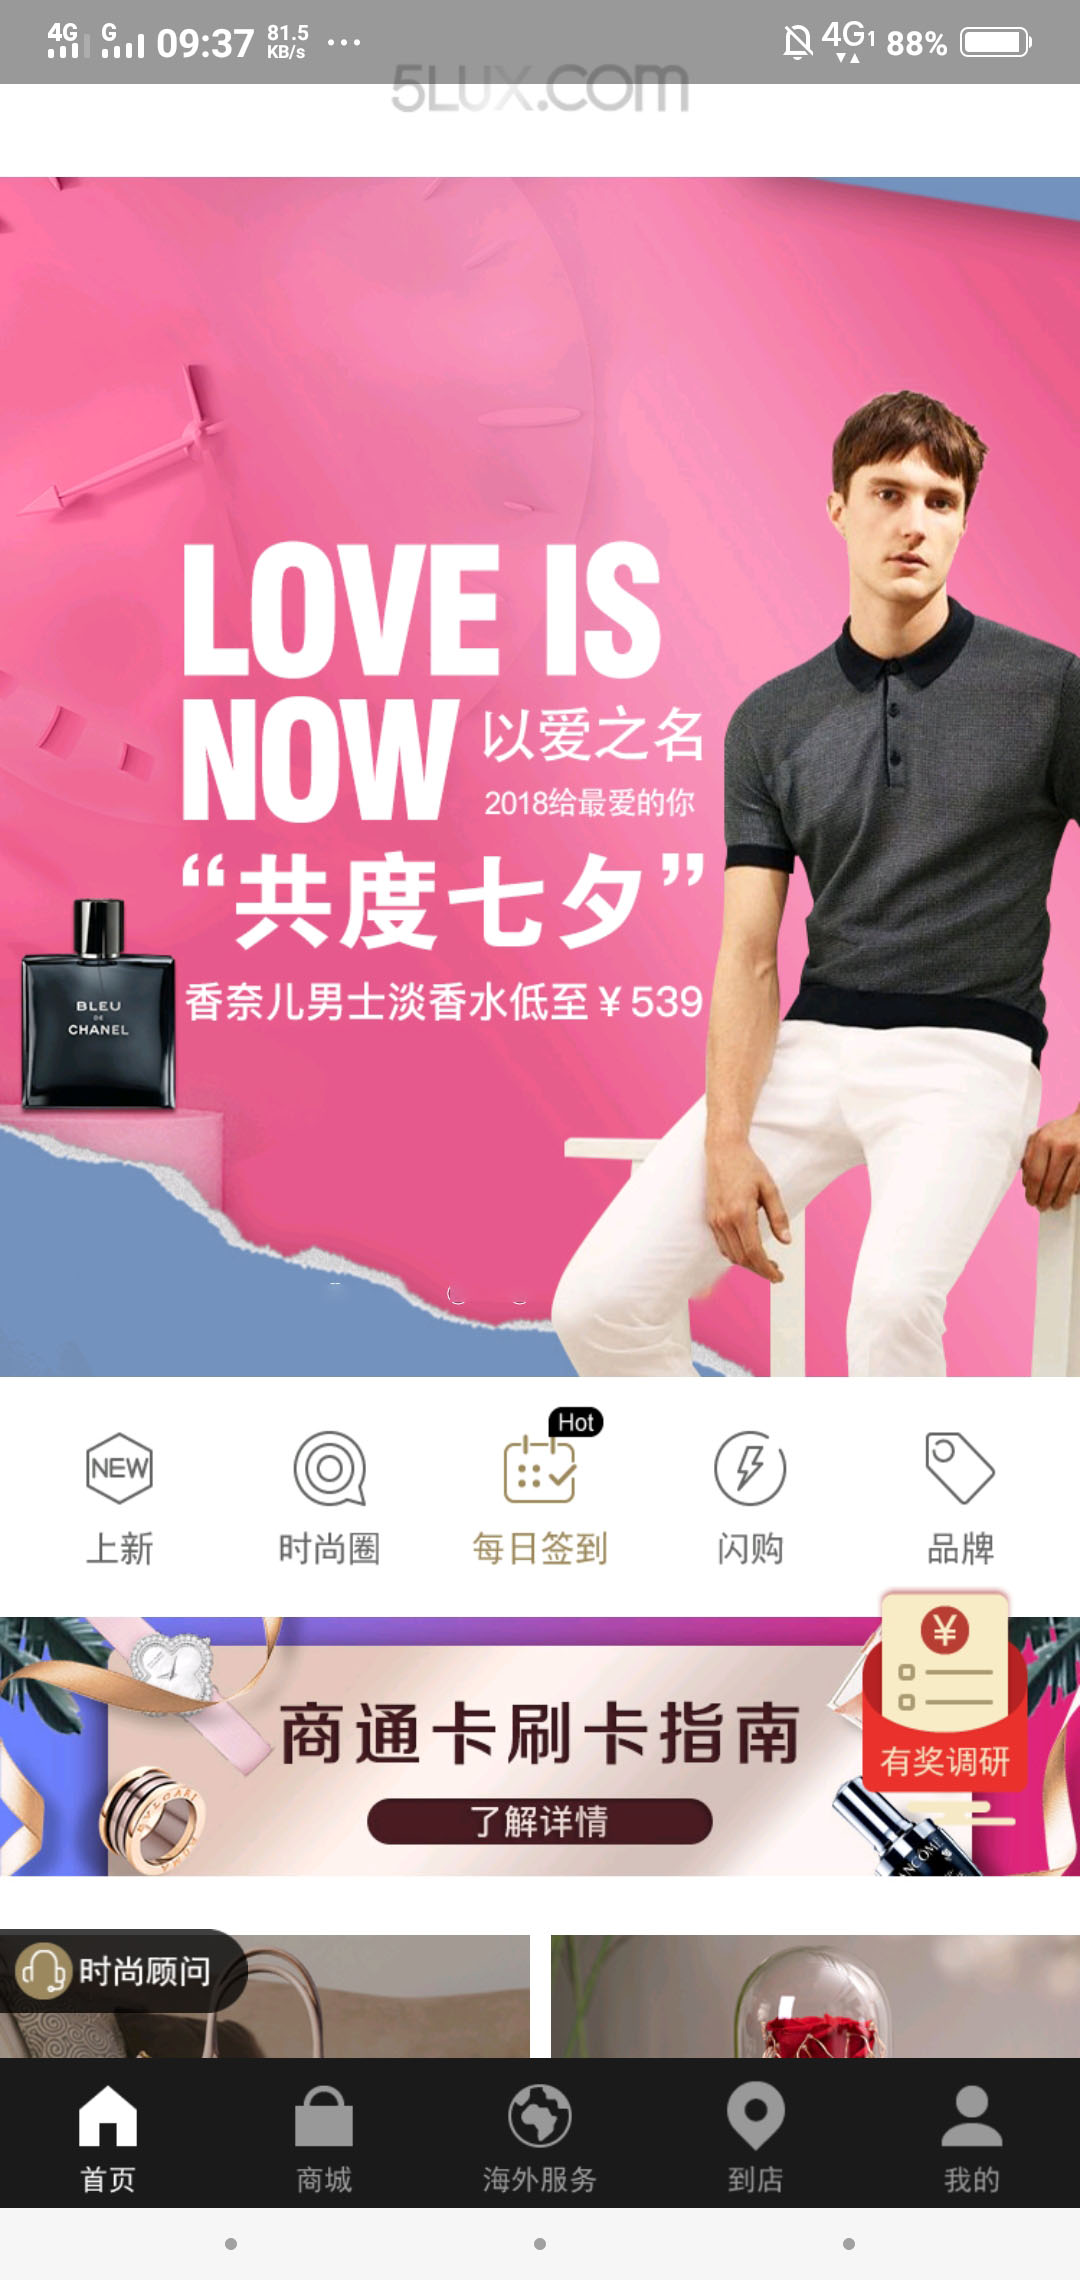 4G G 09:37 81.5 KB/s ... 4G1 88%
5LUX.COM
LOVE IS
NOW
以爱之名
2018给最爱的你
“共度七夕”
香奈儿男士淡香水低至¥539
BLEU
DE
CHANEL
Hot
NEW
上新 时尚圈 每日签到 闪购 品牌
¥
商通卡刷卡指南
有奖调研
了解详情
BVLGARI
LANCOME
时尚顾问
首页 商城 海外服务 到店 我的